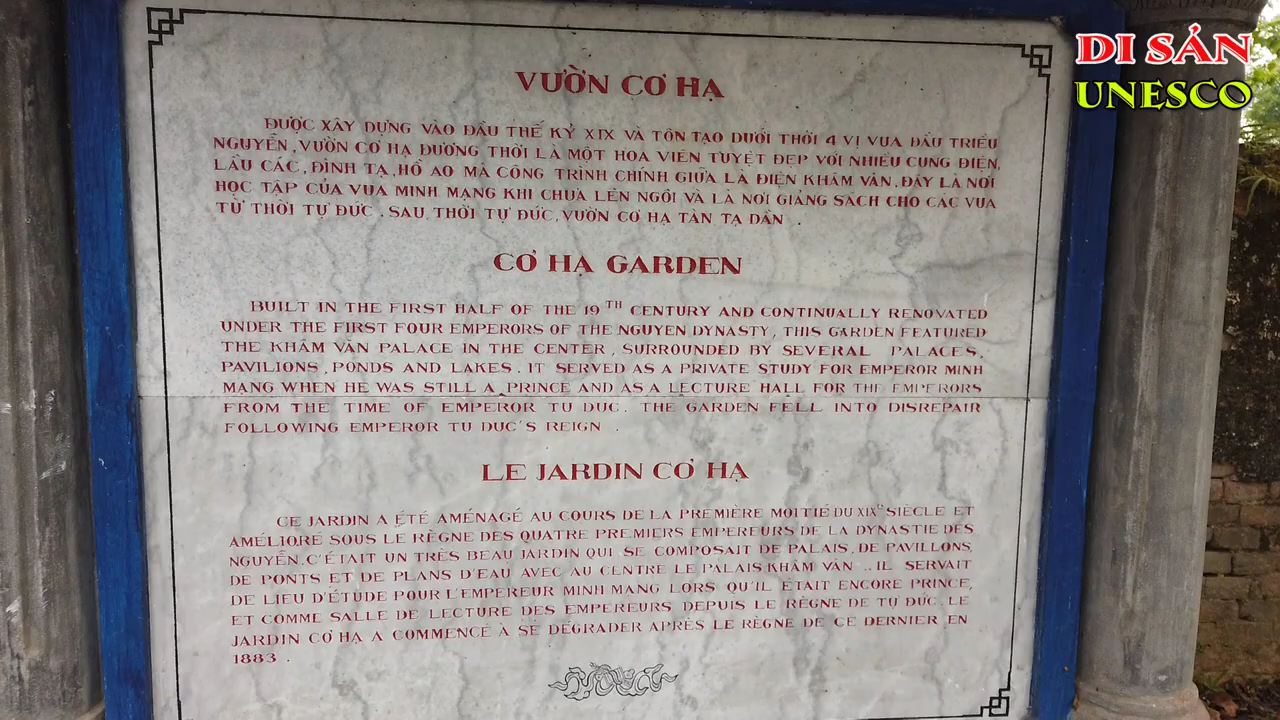 DI SẢN
UNESCO
VƯỜN CƠ HẠ
ĐƯỢC XÂY DỰNG VÀO ĐẦU THẾ KỶ XIX VÀ TÔN TẠO DƯỚI THỜI 4 VỊ VUA ĐẦU TRIỀU
NGUYỄN, VƯỜN CƠ HẠ ĐƯƠNG THỜI LÀ MỘT HOA VIÊN TUYỆT ĐẸP VỚI NHIỀU CUNG ĐIỆN,
LẦU CÁC, ĐÌNH TẠ, HỒ AO MÀ CÔNG TRÌNH CHÍNH GIỮA LÀ ĐIỆN KHÂM VĂN. ĐÂY LÀ NƠI
HỌC TẬP CỦA VUA MINH MẠNG KHI CHƯA LÊN NGÔI VÀ LÀ NƠI GIẢNG SÁCH CHO CÁC VUA
TỪ THỜI TỰ ĐỨC. SAU THỜI TỰ ĐỨC, VƯỜN CƠ HẠ TÀN TẠ DẦN.
CƠ HẠ GARDEN
BUILT IN THE FIRST HALF OF THE 19TH CENTURY AND CONTINUALLY RENOVATED
UNDER THE FIRST FOUR EMPERORS OF THE NGUYEN DYNASTY, THIS GARDEN FEATURED
THE KHÂM VĂN PALACE IN THE CENTER, SURROUNDED BY SEVERAL PALACES,
PAVILIONS, PONDS AND LAKES. IT SERVED AS A PRIVATE STUDY FOR EMPEROR MINH
MẠNG WHEN HE WAS STILL A PRINCE AND AS A LECTURE HALL FOR THE EMPERORS
FROM THE TIME OF EMPEROR TU DUC. THE GARDEN FELL INTO DISREPAIR
FOLLOWING EMPEROR TU DUC'S REIGN.
LE JARDIN CƠ HẠ
CE JARDIN A ÉTÉ AMÉNAGÉ AU COURS DE LA PREMIÈRE MOITIÉ DU XIXe SIÈCLE ET
AMÉLIORÉ SOUS LE RÈGNE DES QUATRE PREMIERS EMPEREURS DE LA DYNASTIE DES
NGUYỄN. C'ÉTAIT UN TRÈS BEAU JARDIN QUI SE COMPOSAIT DE PALAIS, DE PAVILLONS,
DE PONTS ET DE PLANS D'EAU AVEC AU CENTRE LE PALAIS KHÂM VĂN .. IL SERVAIT
DE LIEU D'ÉTUDE POUR L'EMPEREUR MINH MẠNG LORS QU'IL ÉTAIT ENCORE PRINCE,
ET COMME SALLE DE LECTURE DES EMPEREURS DEPUIS LE RÈGNE DE TỰ ĐỨC. LE
JARDIN CƠ HẠ A COMMENCÉ À SE DÉGRADER APRÈS LE RÈGNE DE CE DERNIER EN
1883.